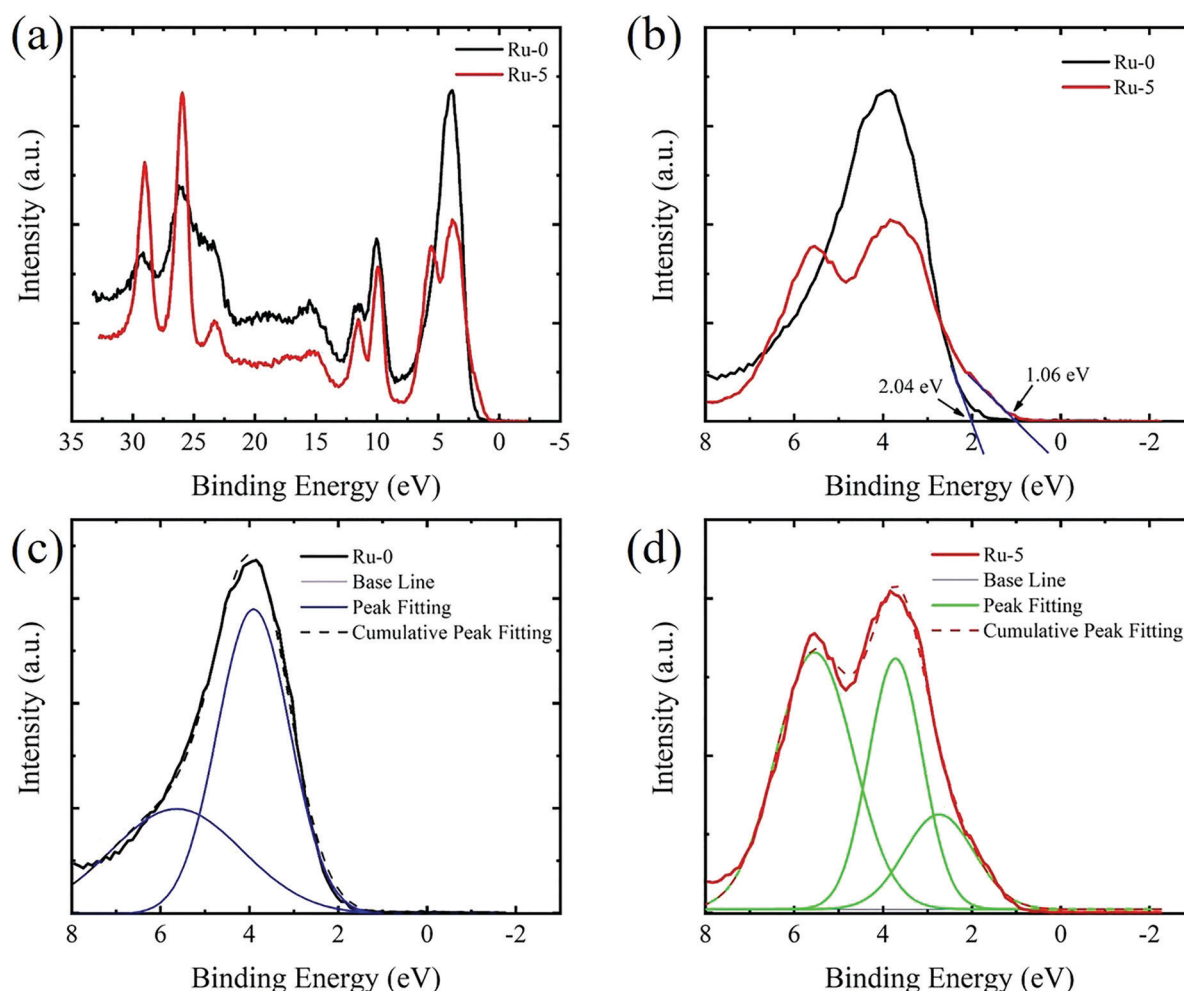 (a)
Ru-0
Ru-5
Intensity (a.u.)
35 30 25 20 15 10 5 0 -5
Binding Energy (eV)
(b)
Ru-0
Ru-5
2.04 eV
1.06 eV
Intensity (a.u.)
8 6 4 2 0 -2
Binding Energy (eV)
(c)
Ru-0
Base Line
Peak Fitting
Cumulative Peak Fitting
Intensity (a.u.)
8 6 4 2 0 -2
Binding Energy (eV)
(d)
Ru-5
Base Line
Peak Fitting
Cumulative Peak Fitting
Intensity (a.u.)
8 6 4 2 0 -2
Binding Energy (eV)